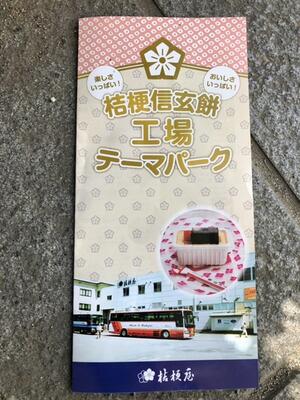 楽しさ
いっぱい！
おいしさ
いっぱい！
桔梗信玄餅
工場
テーマパーク
桔梗屋